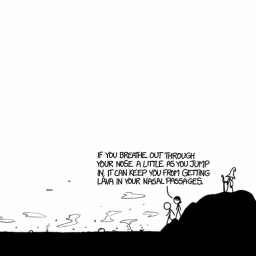 IF YOU BREATHE OUT THROUGH
YOUR NOSE A LITTLE AS YOU JUMP
IN, IT CAN KEEP YOU FROM GETTING
LAVA IN YOUR NASAL PASSAGES.